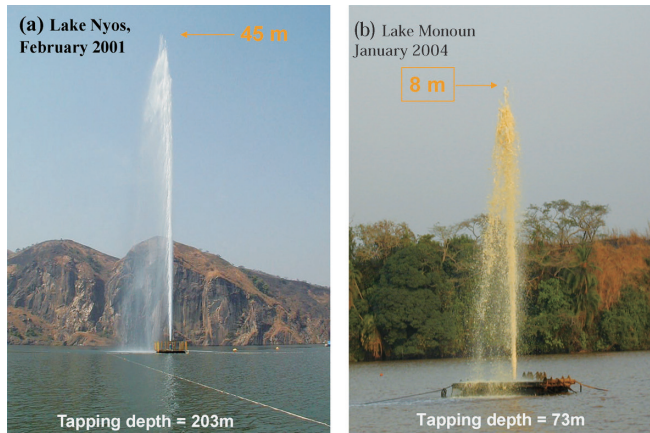 (a) Lake Nyos,
February 2001
45 m
Tapping depth = 203m
(b) Lake Monoun
January 2004
8 m
Tapping depth = 73m